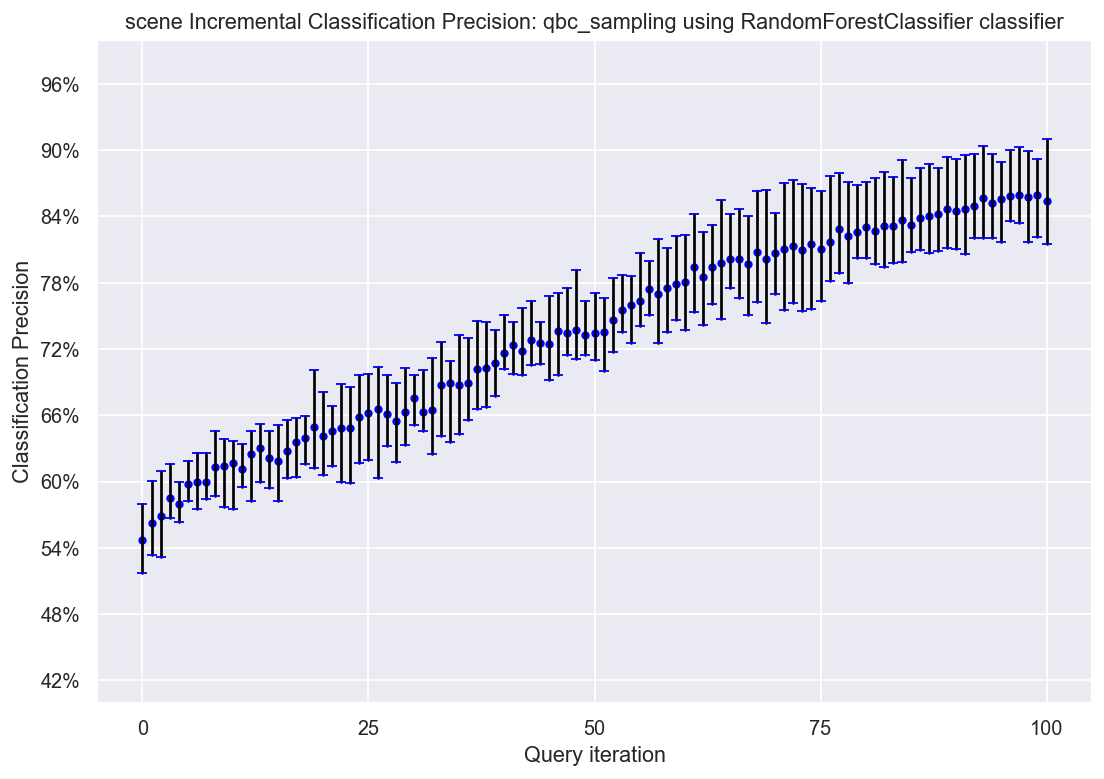 scene Incremental Classification Precision: qbc_sampling using RandomForestClassifier classifier
96%
90%
84%
78%
72%
66%
60%
54%
48%
42%
Classification Precision
0 25 50 75 100
Query iteration